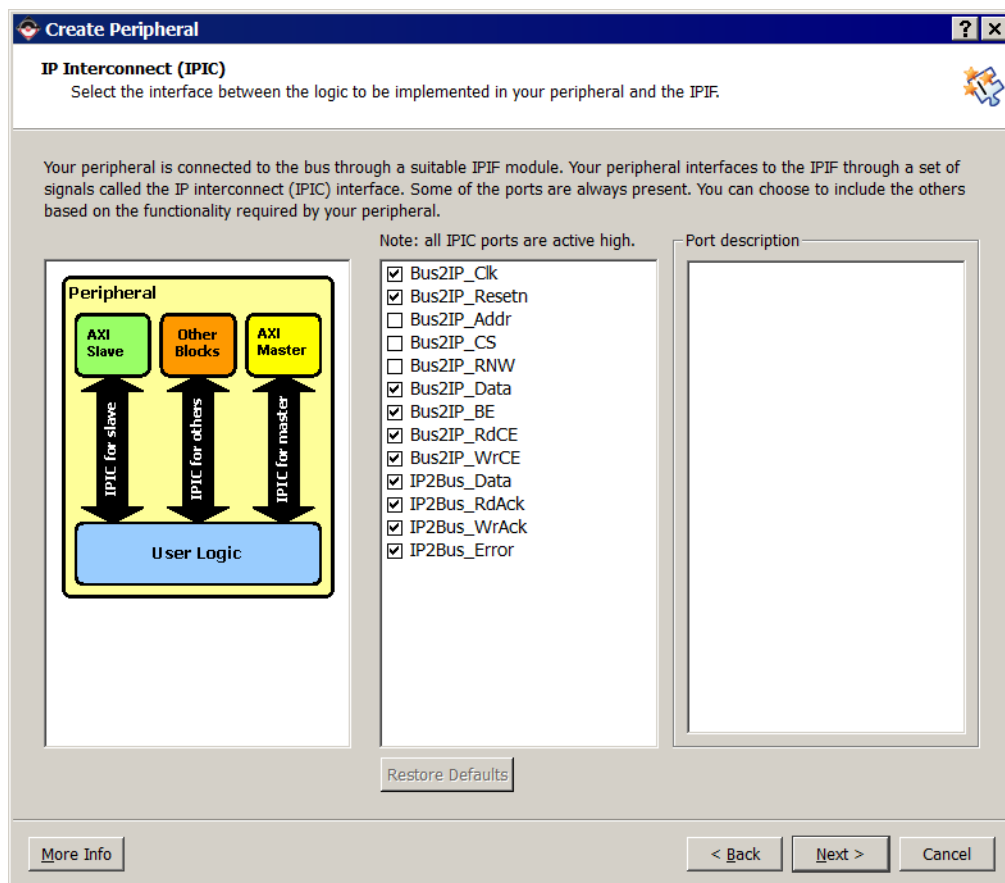 Create Peripheral
IP Interconnect (IPIC)
Select the interface between the logic to be implemented in your peripheral and the IPIF.
Your peripheral is connected to the bus through a suitable IPIF module. Your peripheral interfaces to the IPIF through a set of
signals called the IP interconnect (IPIC) interface. Some of the ports are always present. You can choose to include the others
based on the functionality required by your peripheral.
Peripheral
AXI
Slave
Other
Blocks
AXI
Master
IPIC for slave
IPIC for others
IPIC for master
User Logic
Note: all IPIC ports are active high.
Bus2IP_Clk
Bus2IP_Resetn
Bus2IP_Addr
Bus2IP_CS
Bus2IP_RNW
Bus2IP_Data
Bus2IP_BE
Bus2IP_RdCE
Bus2IP_WrCE
IP2Bus_Data
IP2Bus_RdAck
IP2Bus_WrAck
IP2Bus_Error
Restore Defaults
Port description
More Info
< Back
Next >
Cancel